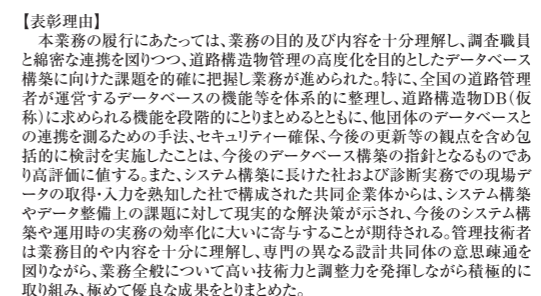 【表彰理由】
本業務の履行にあたっては、業務の目的及び内容を十分理解し、調査職員
と綿密な連携を図りつつ、道路構造物管理の高度化を目的としたデータベース
構築に向けた課題を的確に把握し業務が進められた。特に、全国の道路管理
者が運営するデータベースの機能等を体系的に整理し、道路構造物DB（仮
称）に求められる機能を段階的にとりまとめるとともに、他団体のデータベースと
の連携を測るための手法、セキュリティー確保、今後の更新等の観点を含め包
括的に検討を実施したことは、今後のデータベース構築の指針となるものであ
り高評価に値する。また、システム構築に長けた社および診断実務での現場デ
ータの取得・入力を熟知した社で構成された共同企業体からは、システム構築
やデータ整備上の課題に対して現実的な解決策が示され、今後のシステム構
築や運用時の実務の効率化に大いに寄与することが期待される。管理技術者
は業務目的や内容を十分に理解し、専門の異なる設計共同体の意思疎通を
図りながら、業務全般について高い技術力と調整力を発揮しながら積極的に
取り組み、極めて優良な成果をとりまとめた。